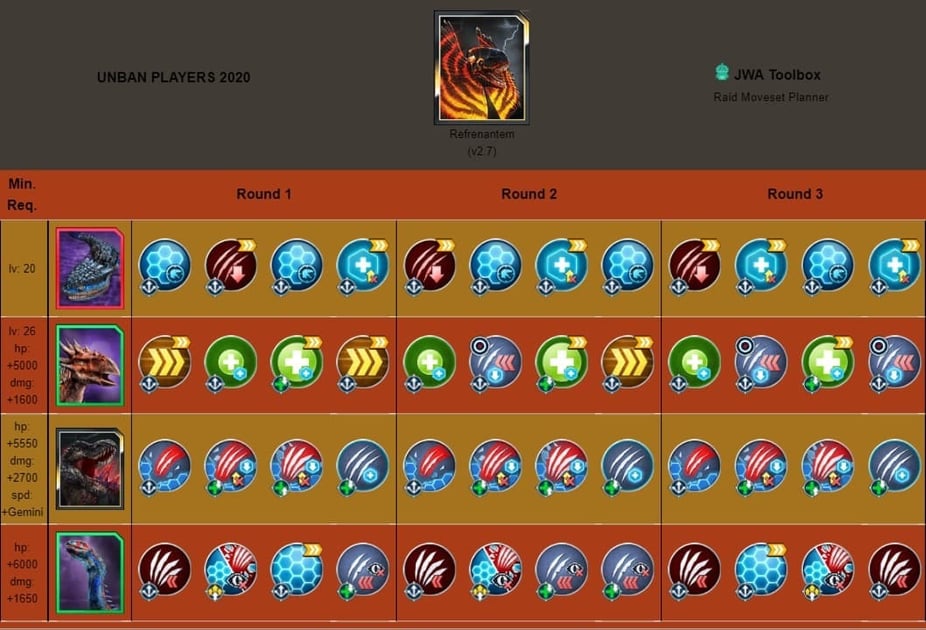 UNBAN PLAYERS 2020
JWA Toolbox
Raid Moveset Planner
Refrenantem
(v2.7)
Min.
Req.
Round 1
Round 2
Round 3
lv: 20
lv: 26
hp:
+5000
dmg:
+1600
hp:
+5550
dmg:
+2700
spd:
+Gemini
hp:
+6000
dmg:
+1650